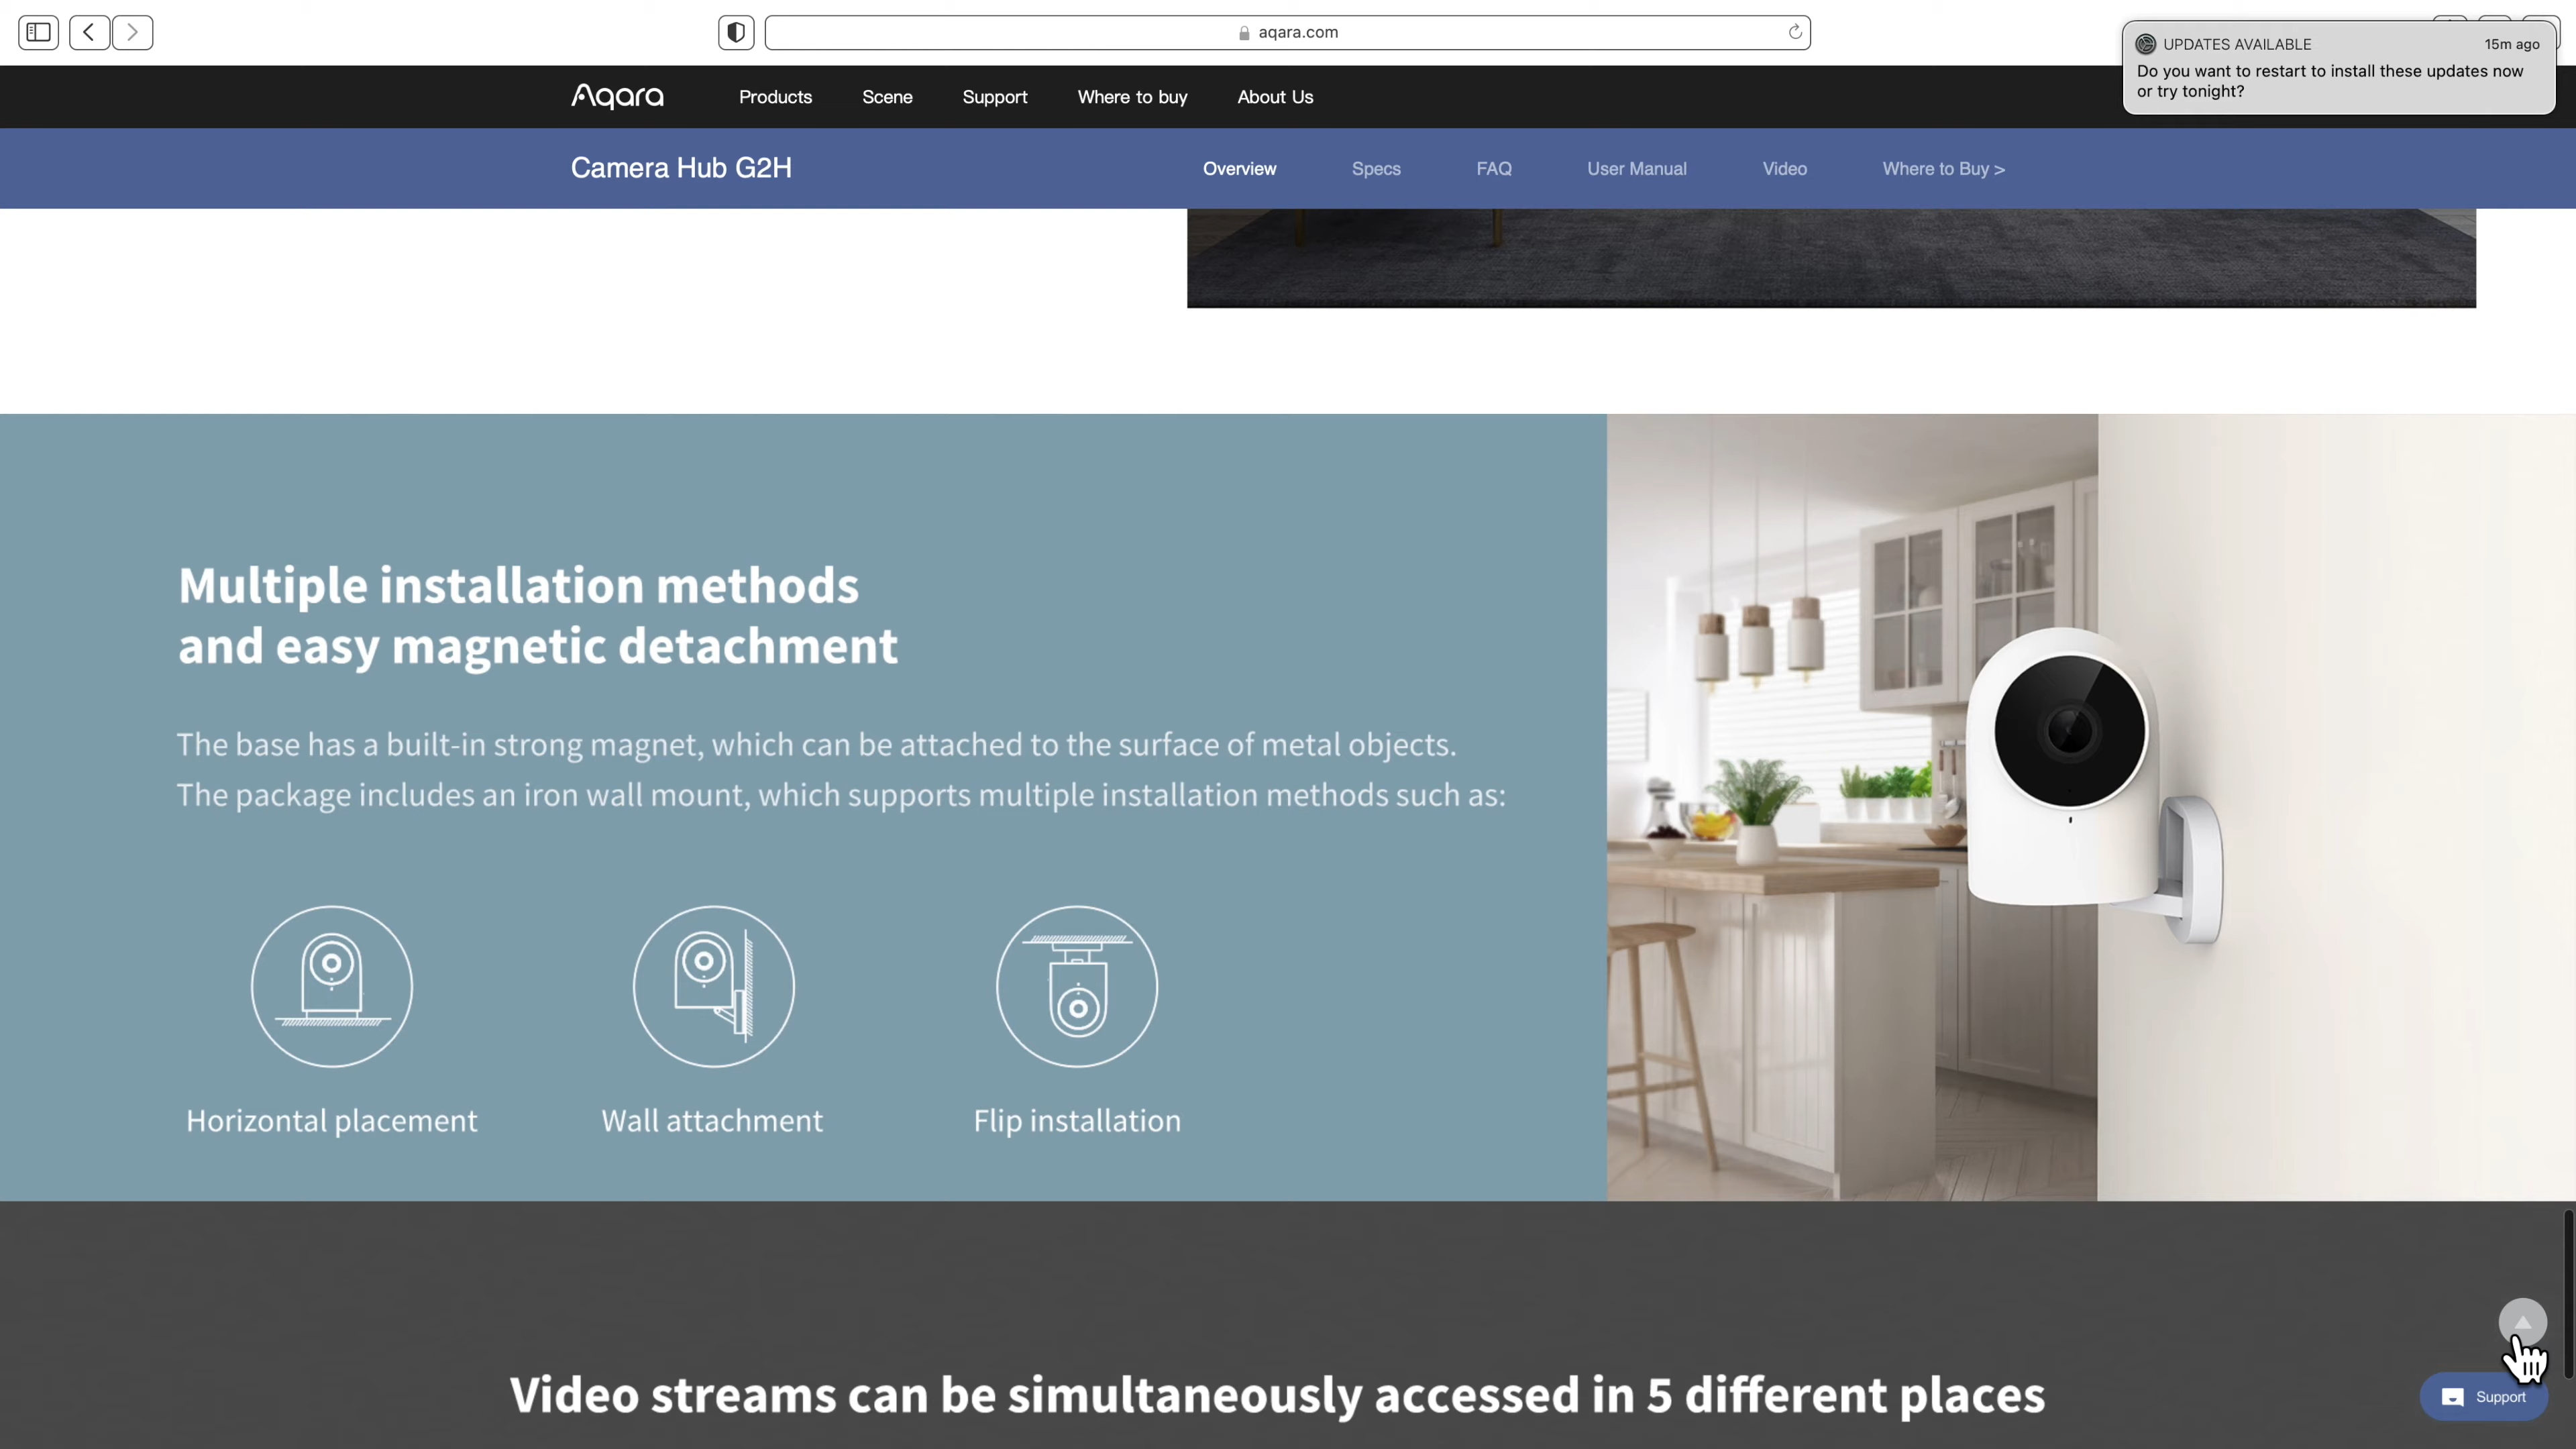 aqara.com
UPDATES AVAILABLE
15m ago
Do you want to restart to install these updates now
or try tonight?
Aqara
Products
Scene
Support
Where to buy
About Us
Camera Hub G2H
Overview
Specs
FAQ
User Manual
Video
Where to Buy >
Multiple installation methods
and easy magnetic detachment
The base has a built-in strong magnet, which can be attached to the surface of metal objects.
The package includes an iron wall mount, which supports multiple installation methods such as:
Horizontal placement
Wall attachment
Flip installation
Video streams can be simultaneously accessed in 5 different places
Support